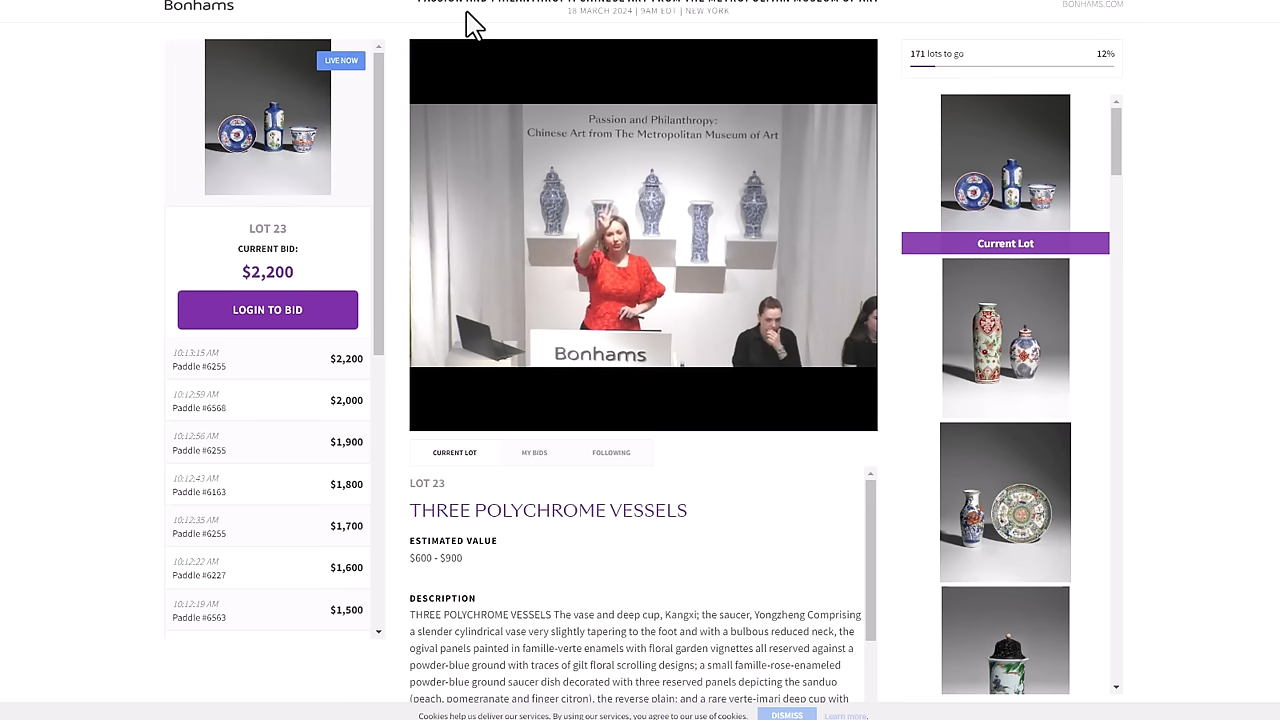 Bonhams
PASSION AND PHILANTHROPY: CHINESE ART FROM THE METROPOLITAN MUSEUM OF ART
18 MARCH 2024 | 9AM EDT | NEW YORK
BONHAMS.COM
LIVE NOW
LOT 23
CURRENT BID:
$2,200
LOGIN TO BID
10:13:15 AM
Paddle #6255
$2,200
10:12:59 AM
Paddle #6568
$2,000
10:12:56 AM
Paddle #6255
$1,900
10:12:43 AM
Paddle #6163
$1,800
10:12:35 AM
Paddle #6255
$1,700
10:12:22 AM
Paddle #6227
$1,600
10:12:19 AM
Paddle #6563
$1,500
Passion and Philanthropy:
Chinese Art from The Metropolitan Museum of Art
Bonhams
CURRENT LOT
MY BIDS
FOLLOWING
LOT 23
THREE POLYCHROME VESSELS
ESTIMATED VALUE
$600 - $900
DESCRIPTION
THREE POLYCHROME VESSELS The vase and deep cup, Kangxi; the saucer, Yongzheng Comprising
a slender cylindrical vase very slightly tapering to the foot and with a bulbous reduced neck, the
ogival panels painted in famille-verte enamels with floral garden vignettes all reserved against a
powder-blue ground with traces of gilt floral scrolling designs; a small famille-rose-enameled
powder-blue ground saucer dish decorated with three reserved panels depicting the sanduo
(peach, pomegranate and finger citron), the reverse plain; and a rare verte-imari deep cup with
171 lots to go
12%
Current Lot
Cookies help us deliver our services. By using our services, you agree to our use of cookies.
DISMISS
Learn more.